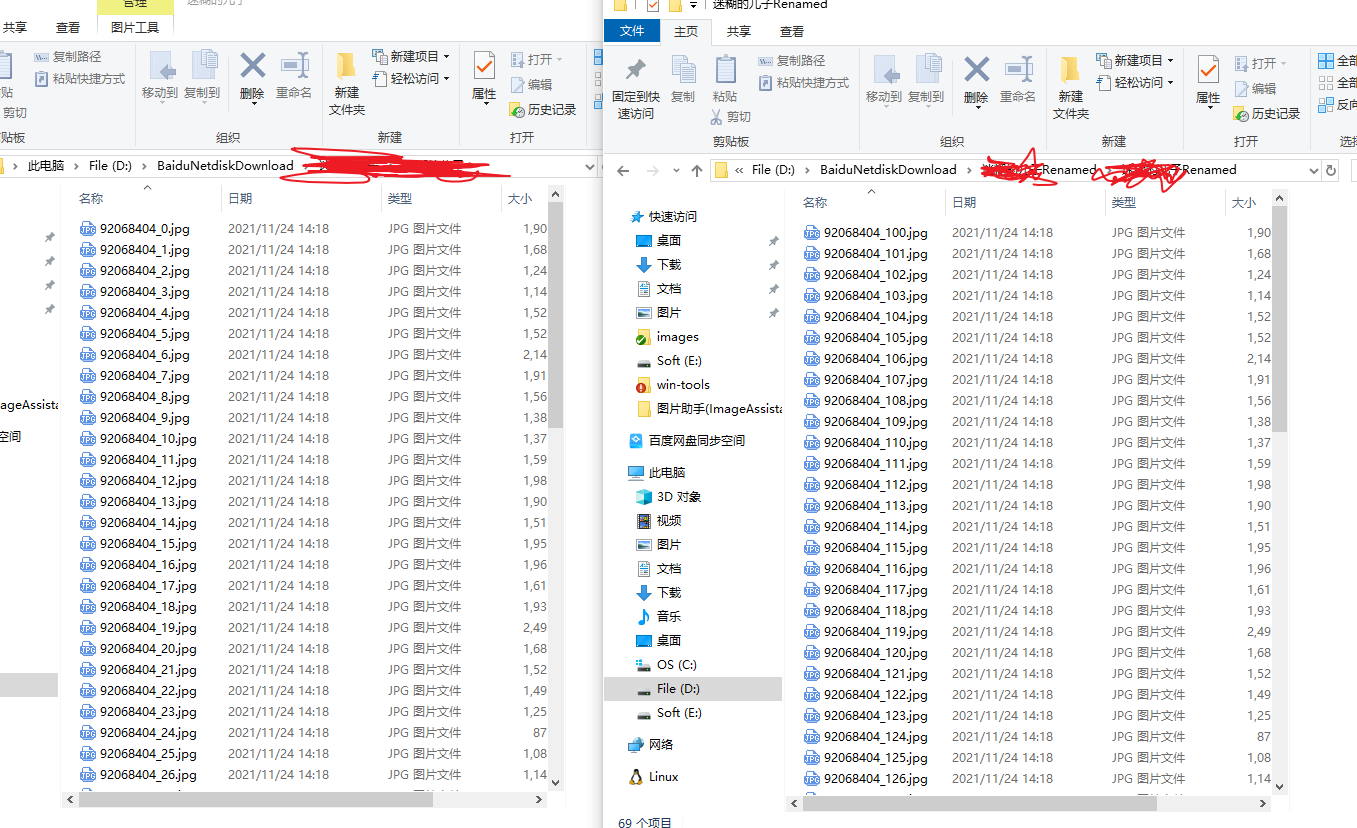 管理
迷糊的儿子
共享
查看
图片工具
复制路径
粘贴快捷方式
剪切
移动到
复制到
删除
重命名
新建
文件夹
新建项目
轻松访问
属性
打开
编辑
历史记录
组织
新建
打开
此电脑
File (D:)
BaiduNetdiskDownload
名称
日期
类型
大小
92068404_0.jpg 2021/11/24 14:18 JPG 图片文件 1,90
92068404_1.jpg 2021/11/24 14:18 JPG 图片文件 1,68
92068404_2.jpg 2021/11/24 14:18 JPG 图片文件 1,24
92068404_3.jpg 2021/11/24 14:18 JPG 图片文件 1,14
92068404_4.jpg 2021/11/24 14:18 JPG 图片文件 1,52
92068404_5.jpg 2021/11/24 14:18 JPG 图片文件 1,52
92068404_6.jpg 2021/11/24 14:18 JPG 图片文件 2,14
92068404_7.jpg 2021/11/24 14:18 JPG 图片文件 1,91
92068404_8.jpg 2021/11/24 14:18 JPG 图片文件 1,56
92068404_9.jpg 2021/11/24 14:18 JPG 图片文件 1,38
92068404_10.jpg 2021/11/24 14:18 JPG 图片文件 1,37
92068404_11.jpg 2021/11/24 14:18 JPG 图片文件 1,59
92068404_12.jpg 2021/11/24 14:18 JPG 图片文件 1,98
92068404_13.jpg 2021/11/24 14:18 JPG 图片文件 1,90
92068404_14.jpg 2021/11/24 14:18 JPG 图片文件 1,51
92068404_15.jpg 2021/11/24 14:18 JPG 图片文件 1,95
92068404_16.jpg 2021/11/24 14:18 JPG 图片文件 1,96
92068404_17.jpg 2021/11/24 14:18 JPG 图片文件 1,61
92068404_18.jpg 2021/11/24 14:18 JPG 图片文件 1,93
92068404_19.jpg 2021/11/24 14:18 JPG 图片文件 2,49
92068404_20.jpg 2021/11/24 14:18 JPG 图片文件 1,68
92068404_21.jpg 2021/11/24 14:18 JPG 图片文件 1,52
92068404_22.jpg 2021/11/24 14:18 JPG 图片文件 1,49
92068404_23.jpg 2021/11/24 14:18 JPG 图片文件 1,25
92068404_24.jpg 2021/11/24 14:18 JPG 图片文件 87
92068404_25.jpg 2021/11/24 14:18 JPG 图片文件 1,08
92068404_26.jpg 2021/11/24 14:18 JPG 图片文件 1,14
ageAssista
空间
迷糊的儿子Renamed
文件
主页
共享
查看
固定到快
速访问
复制
粘贴
复制路径
粘贴快捷方式
剪切
移动到
复制到
删除
重命名
新建
文件夹
新建项目
轻松访问
属性
打开
编辑
历史记录
全部
全部
反向
剪贴板
组织
新建
打开
选择
File (D:)
BaiduNetdiskDownload
Renamed
Renamed
快速访问
桌面
下载
文档
图片
images
Soft (E:)
win-tools
图片助手(ImageAssista
百度网盘同步空间
此电脑
3D 对象
视频
图片
文档
下载
音乐
桌面
OS (C:)
File (D:)
Soft (E:)
网络
Linux
名称
日期
类型
大小
92068404_100.jpg 2021/11/24 14:18 JPG 图片文件 1,90
92068404_101.jpg 2021/11/24 14:18 JPG 图片文件 1,68
92068404_102.jpg 2021/11/24 14:18 JPG 图片文件 1,24
92068404_103.jpg 2021/11/24 14:18 JPG 图片文件 1,14
92068404_104.jpg 2021/11/24 14:18 JPG 图片文件 1,52
92068404_105.jpg 2021/11/24 14:18 JPG 图片文件 1,52
92068404_106.jpg 2021/11/24 14:18 JPG 图片文件 2,14
92068404_107.jpg 2021/11/24 14:18 JPG 图片文件 1,91
92068404_108.jpg 2021/11/24 14:18 JPG 图片文件 1,56
92068404_109.jpg 2021/11/24 14:18 JPG 图片文件 1,38
92068404_110.jpg 2021/11/24 14:18 JPG 图片文件 1,37
92068404_111.jpg 2021/11/24 14:18 JPG 图片文件 1,59
92068404_112.jpg 2021/11/24 14:18 JPG 图片文件 1,98
92068404_113.jpg 2021/11/24 14:18 JPG 图片文件 1,90
92068404_114.jpg 2021/11/24 14:18 JPG 图片文件 1,51
92068404_115.jpg 2021/11/24 14:18 JPG 图片文件 1,95
92068404_116.jpg 2021/11/24 14:18 JPG 图片文件 1,96
92068404_117.jpg 2021/11/24 14:18 JPG 图片文件 1,61
92068404_118.jpg 2021/11/24 14:18 JPG 图片文件 1,93
92068404_119.jpg 2021/11/24 14:18 JPG 图片文件 2,49
92068404_120.jpg 2021/11/24 14:18 JPG 图片文件 1,68
92068404_121.jpg 2021/11/24 14:18 JPG 图片文件 1,52
92068404_122.jpg 2021/11/24 14:18 JPG 图片文件 1,49
92068404_123.jpg 2021/11/24 14:18 JPG 图片文件 1,25
92068404_124.jpg 2021/11/24 14:18 JPG 图片文件 87
92068404_125.jpg 2021/11/24 14:18 JPG 图片文件 1,08
92068404_126.jpg 2021/11/24 14:18 JPG 图片文件 1,14
69 个项目